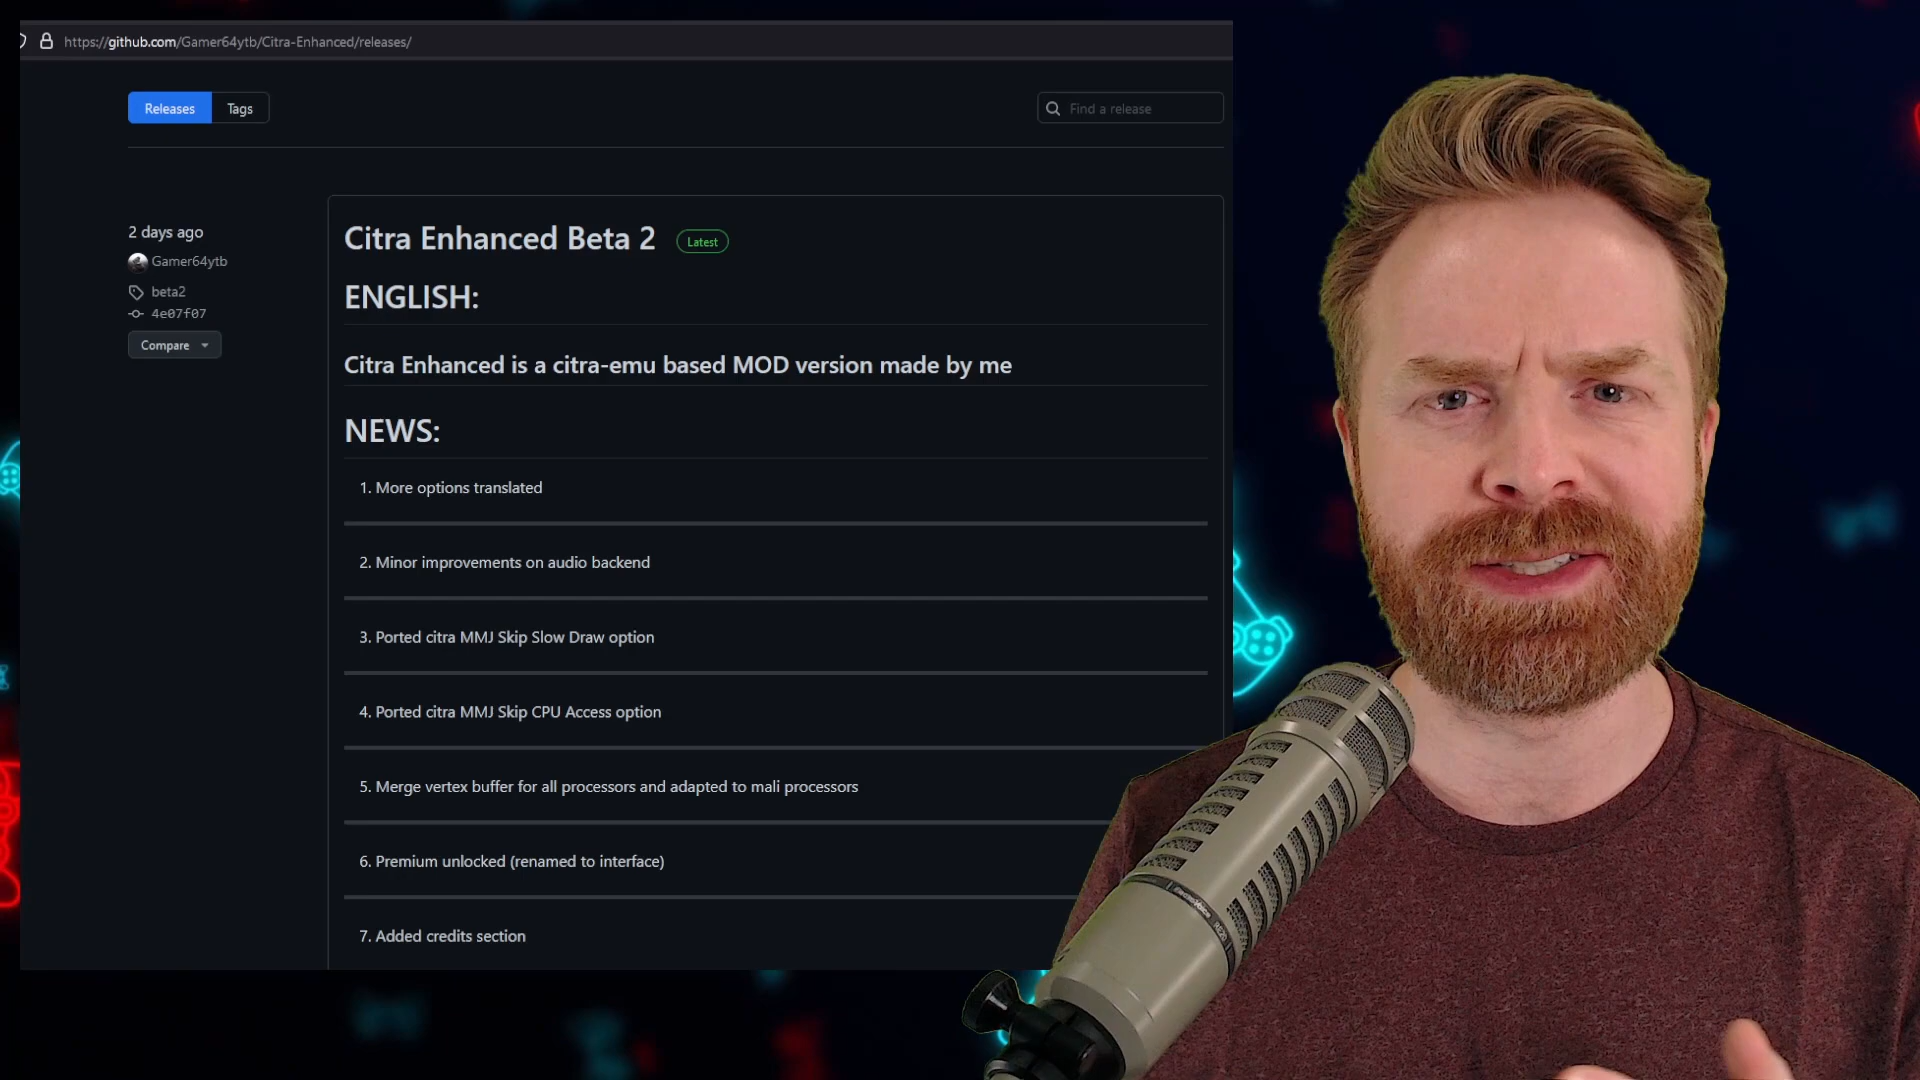 https://github.com/Gamer64ytb/Citra-Enhanced/releases/
Releases
Tags
Find a release
2 days ago
Gamer64ytb
beta2
4e07f07
Compare
Citra Enhanced Beta 2
Latest
ENGLISH:
Citra Enhanced is a citra-emu based MOD version made by me
NEWS:
1. More options translated
2. Minor improvements on audio backend
3. Ported citra MMJ Skip Slow Draw option
4. Ported citra MMJ Skip CPU Access option
5. Merge vertex buffer for all processors and adapted to mali processors
6. Premium unlocked (renamed to interface)
7. Added credits section